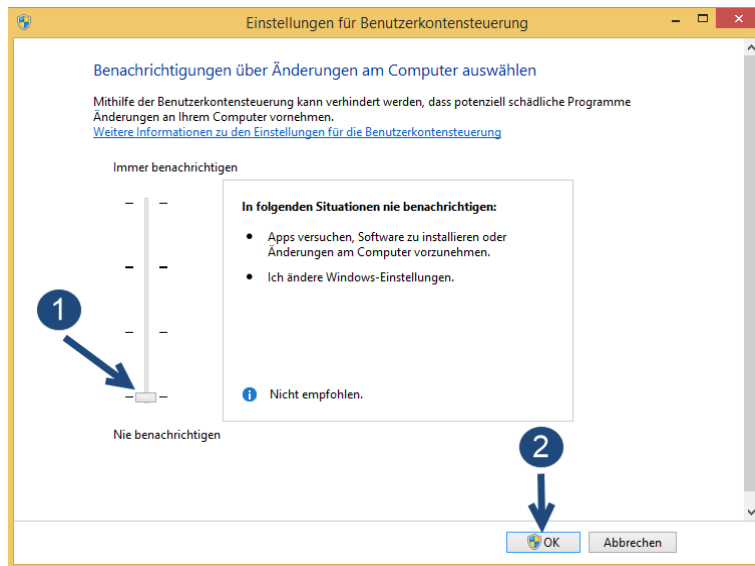 Einstellungen für Benutzerkontensteuerung
Benachrichtigungen über Änderungen am Computer auswählen
Mithilfe der Benutzerkontensteuerung kann verhindert werden, dass potenziell schädliche Programme
Änderungen an Ihrem Computer vornehmen.
Weitere Informationen zu den Einstellungen für die Benutzerkontensteuerung
Immer benachrichtigen
In folgenden Situationen nie benachrichtigen:
• Apps versuchen, Software zu installieren oder
Änderungen am Computer vorzunehmen.
• Ich ändere Windows-Einstellungen.
1
Nicht empfohlen.
Nie benachrichtigen
2
OK
Abbrechen